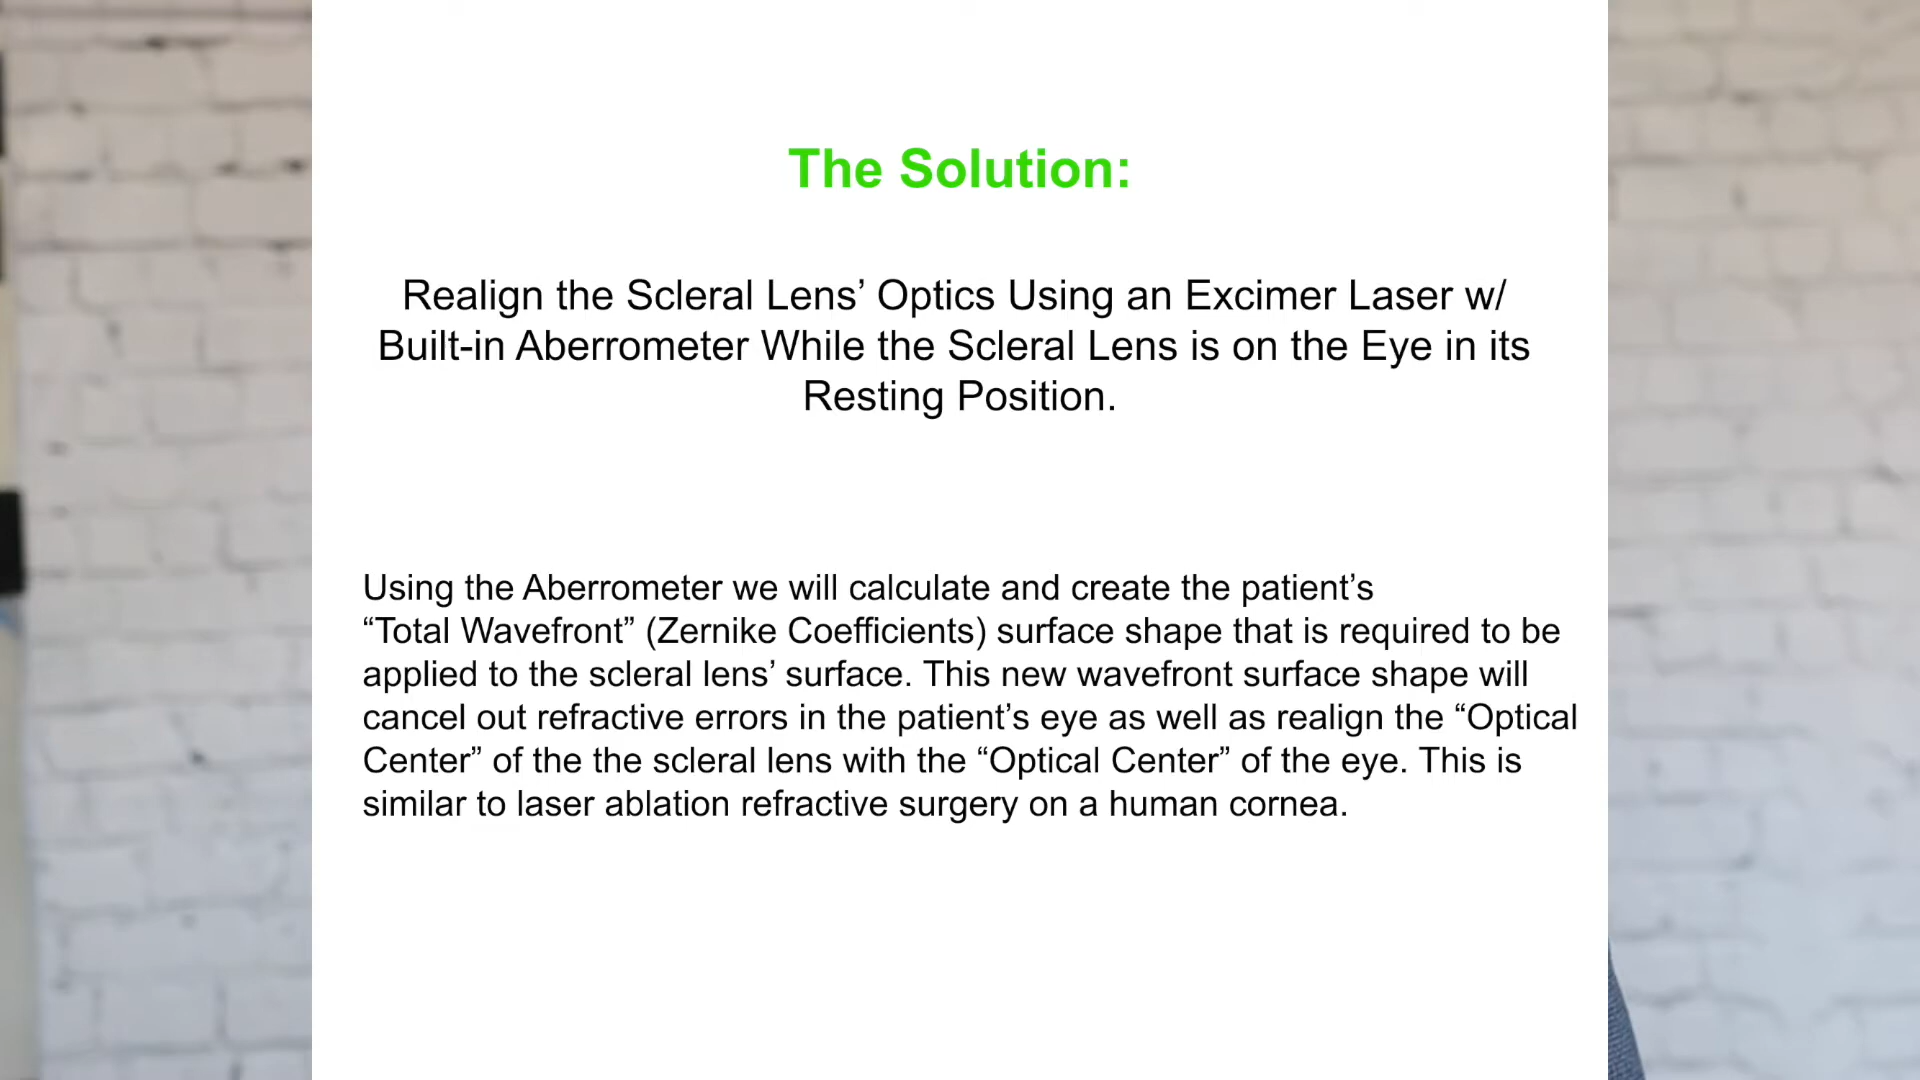 The Solution:
Realign the Scleral Lens’ Optics Using an Excimer Laser w/
Built-in Aberrometer While the Scleral Lens is on the Eye in its
Resting Position.
Using the Aberrometer we will calculate and create the patient’s
“Total Wavefront” (Zernike Coefficients) surface shape that is required to be
applied to the scleral lens’ surface. This new wavefront surface shape will
cancel out refractive errors in the patient’s eye as well as realign the “Optical
Center” of the the scleral lens with the “Optical Center” of the eye. This is
similar to laser ablation refractive surgery on a human cornea.